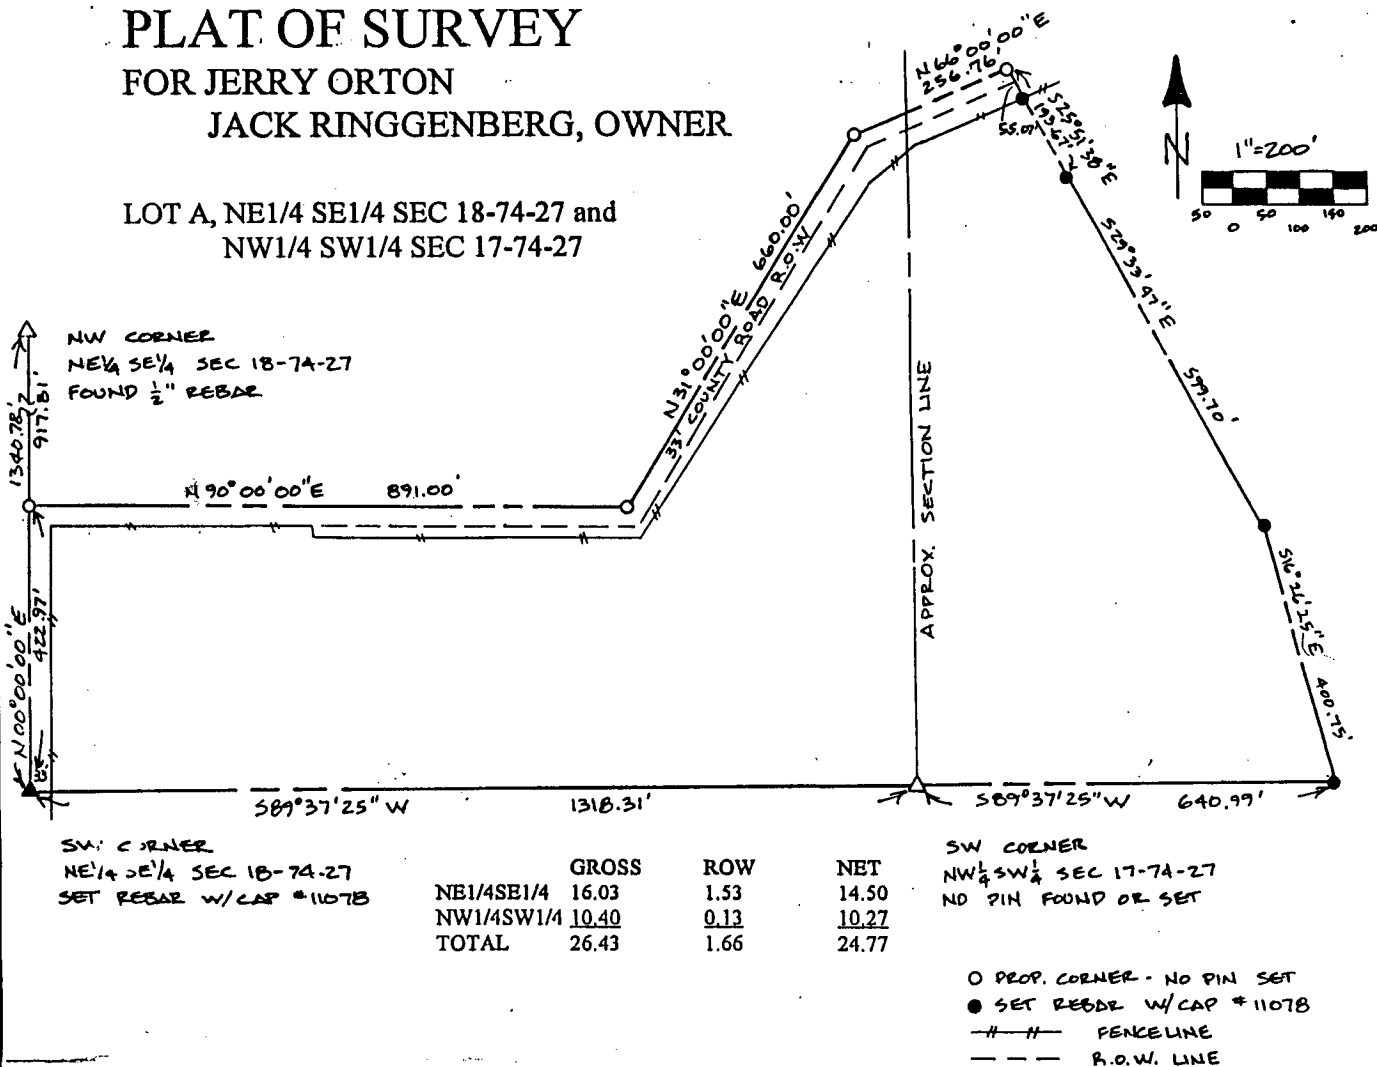 PLAT OF SURVEY
FOR JERRY ORTON
JACK RINGGENBERG, OWNER
LOT A, NE1/4 SE1/4 SEC 18-74-27 and
NW1/4 SW1/4 SEC 17-74-27
N66°00'00"E
256.76'
S25°51'38"E
193.67'
55.07
N
1"=200'
50 0 50 100 150 200
S29°33'47"E
599.70'
NW CORNER
NE1/4 SE1/4 SEC 18-74-27
FOUND 1/2" REBAR
1340.78'
917.81'
N31°00'00"E 660.00'
33' COUNTY ROAD R.O.W
APPROX. SECTION LINE
N90°00'00"E 891.00'
N00°00'00"E
422.97'
S16°26'25"E
400.75'
S89°37'25"W 1318.31'
S89°37'25"W 640.99'
SW CORNER
NE1/4 SE1/4 SEC 18-74-27
SET REBAR W/CAP #11078
SW CORNER
NW1/4 SW1/4 SEC 17-74-27
NO PIN FOUND OR SET
GROSS ROW NET
NE1/4SE1/4 16.03 1.53 14.50
NW1/4SW1/4 10.40 0.13 10.27
TOTAL 26.43 1.66 24.77
PROP. CORNER - NO PIN SET
SET REBAR W/CAP #11078
FENCELINE
R.O.W. LINE